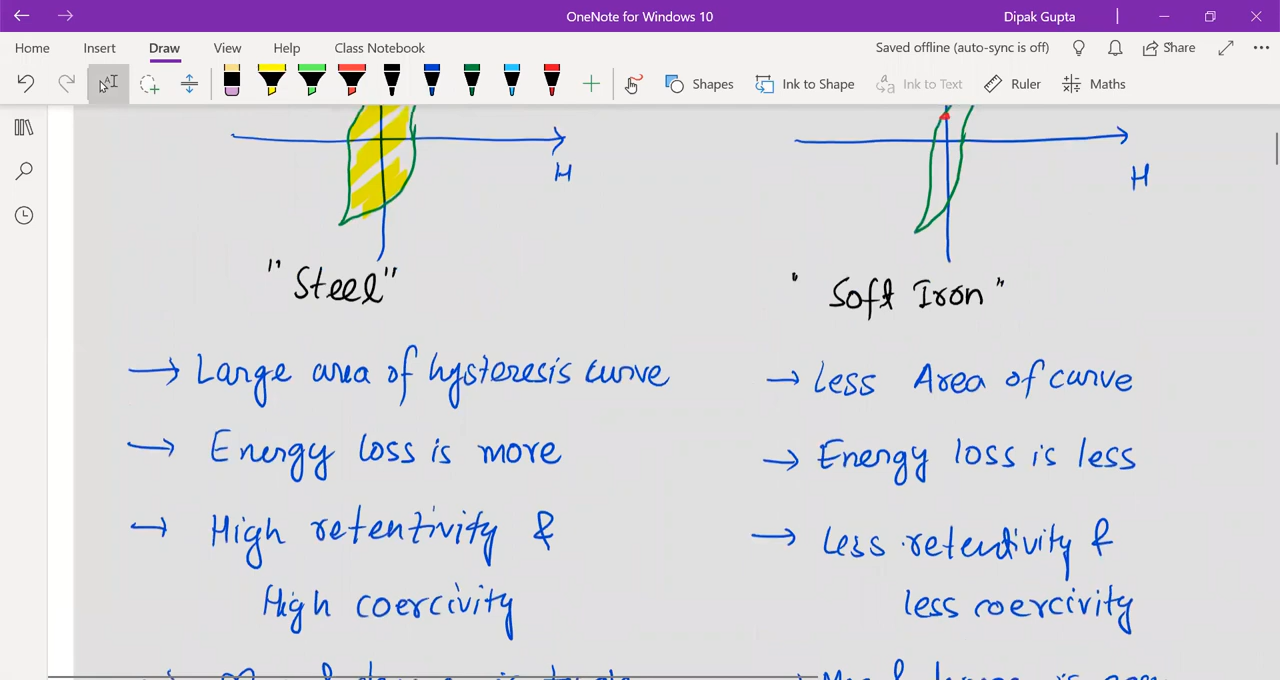 OneNote for Windows 10
Dipak Gupta
Home Insert Draw View Help Class Notebook
Saved offline (auto-sync is off) Share
Shapes Ink to Shape Ink to Text Ruler Maths
H
H
"Steel"
" Soft Iron"
→ Large area of hysteresis curve
→ Less Area of curve
→ Energy loss is more
→ Energy loss is less
→ High retentivity &
High coercivity
→ Less retentivity &
less coercivity